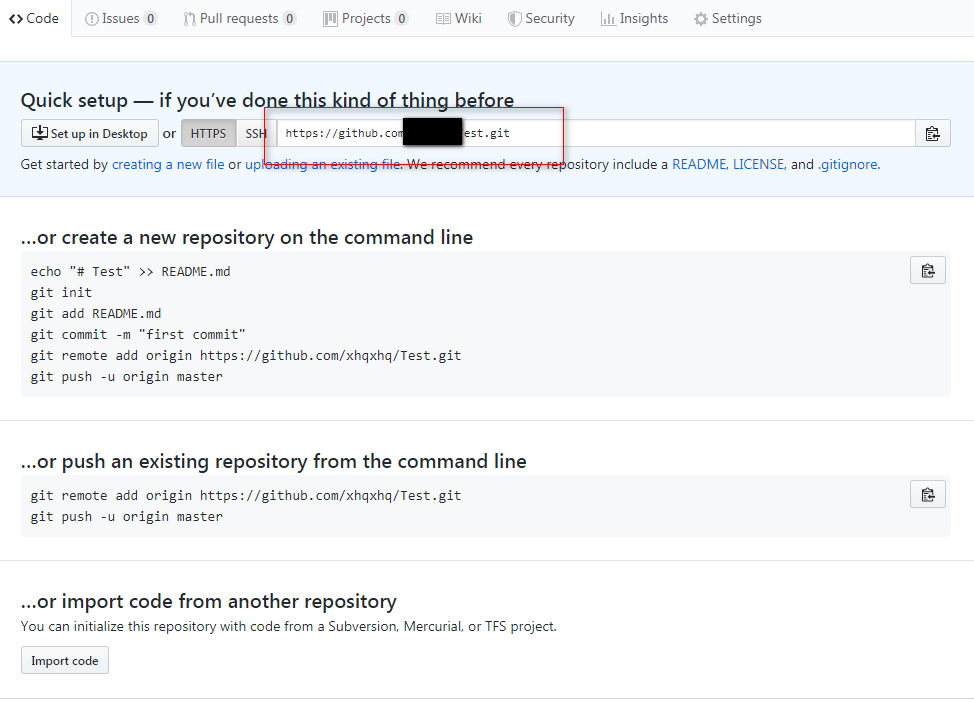 Code Issues 0 Pull requests 0 Projects 0 Wiki Security Insights Settings
Quick setup — if you’ve done this kind of thing before
Set up in Desktop or HTTPS SSH https://github.com est.git
Get started by creating a new file or uploading an existing file. We recommend every repository include a README, LICENSE, and .gitignore.
…or create a new repository on the command line
echo "# Test" >> README.md
git init
git add README.md
git commit -m "first commit"
git remote add origin https://github.com/xhqxhq/Test.git
git push -u origin master
…or push an existing repository from the command line
git remote add origin https://github.com/xhqxhq/Test.git
git push -u origin master
…or import code from another repository
You can initialize this repository with code from a Subversion, Mercurial, or TFS project.
Import code